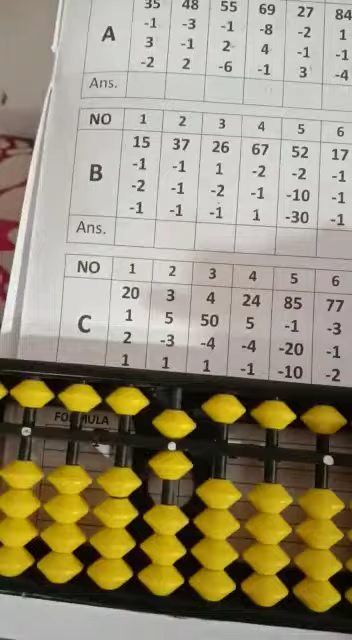 35 48 55 69 27 84
A -1 -3 -1 -8 -2 1
3 -1 2 4 -1 -1
-2 2 -6 -1 3 -4
Ans.
NO 1 2 3 4 5 6
15 37 26 67 52 17
B -1 -1 1 -2 -2 -1
-2 -1 -2 -1 -10 -1
-1 -1 -1 1 -30 -1
Ans.
NO 1 2 3 4 5 6
20 3 4 24 85 77
C 1 5 50 5 -1 -3
2 -3 -4 -4 -20 -1
1 1 1 -1 -10 -2